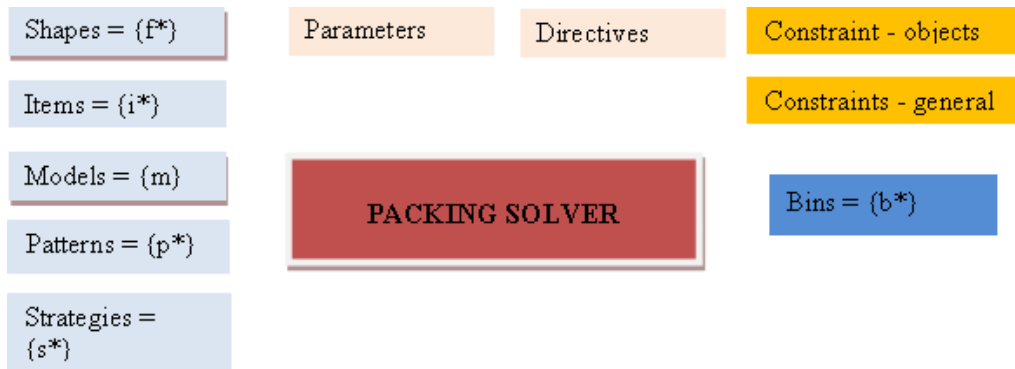 Shapes = {f*}
Parameters
Directives
Constraint - objects
Items = {i*}
Constraints - general
Models = {m}
PACKING SOLVER
Bins = {b*}
Patterns = {p*}
Strategies =
{s*}